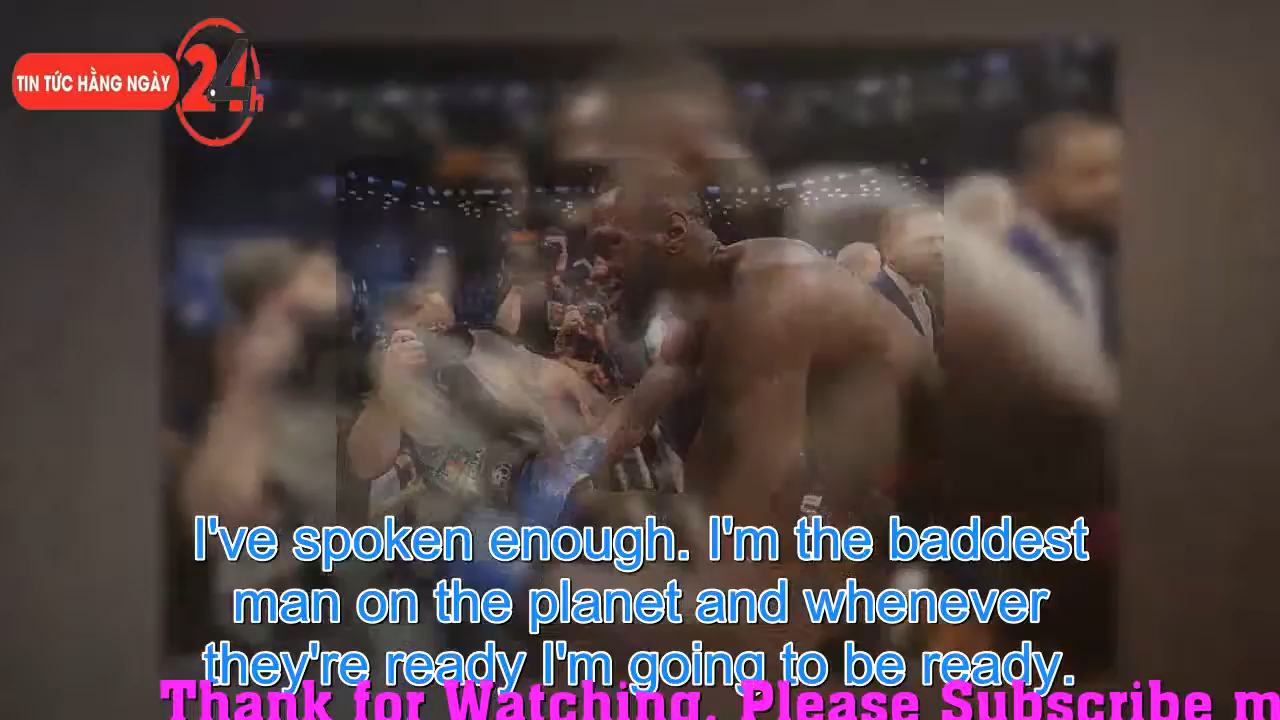 TIN TỨC HẰNG NGÀY
24h
I've spoken enough. I'm the baddest
man on the planet and whenever
they're ready I'm going to be ready.
Thank for Watching. Please Subscribe m